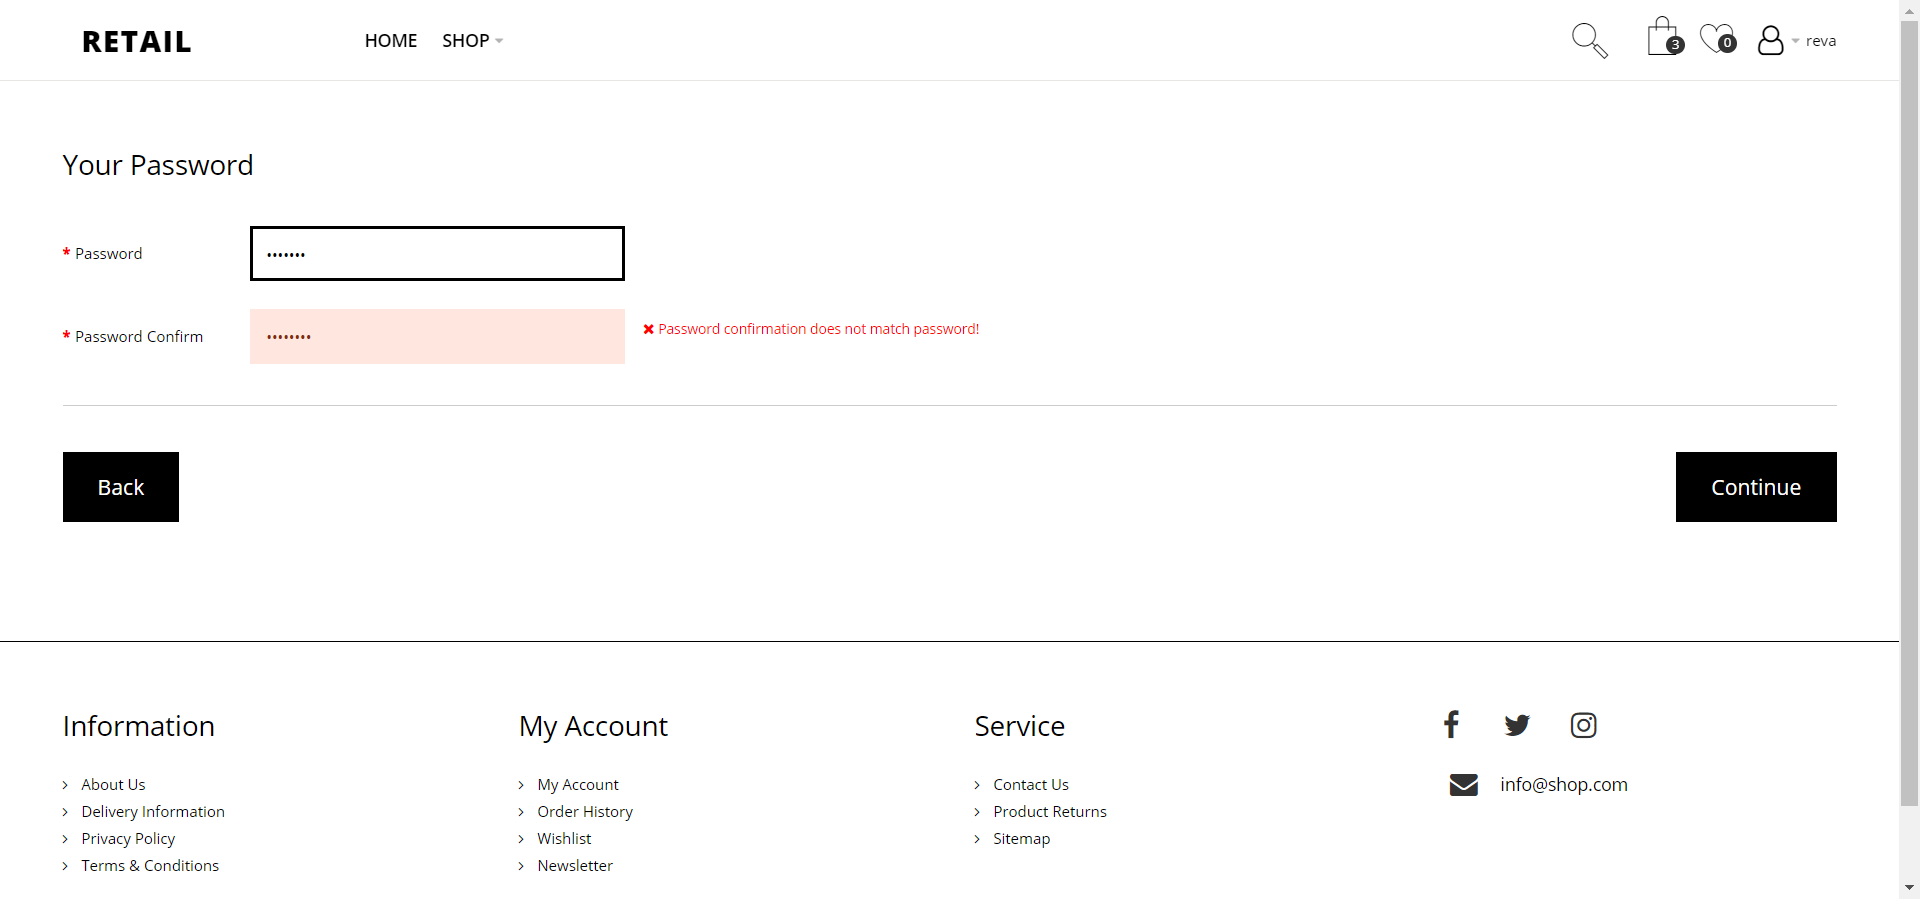 RETAIL
HOME
SHOP
3
0
reva
Your Password
* Password
•••••••
* Password Confirm
••••••••
✖ Password confirmation does not match password!
Back
Continue
Information
About Us
Delivery Information
Privacy Policy
Terms & Conditions
My Account
My Account
Order History
Wishlist
Newsletter
Service
Contact Us
Product Returns
Sitemap
info@shop.com